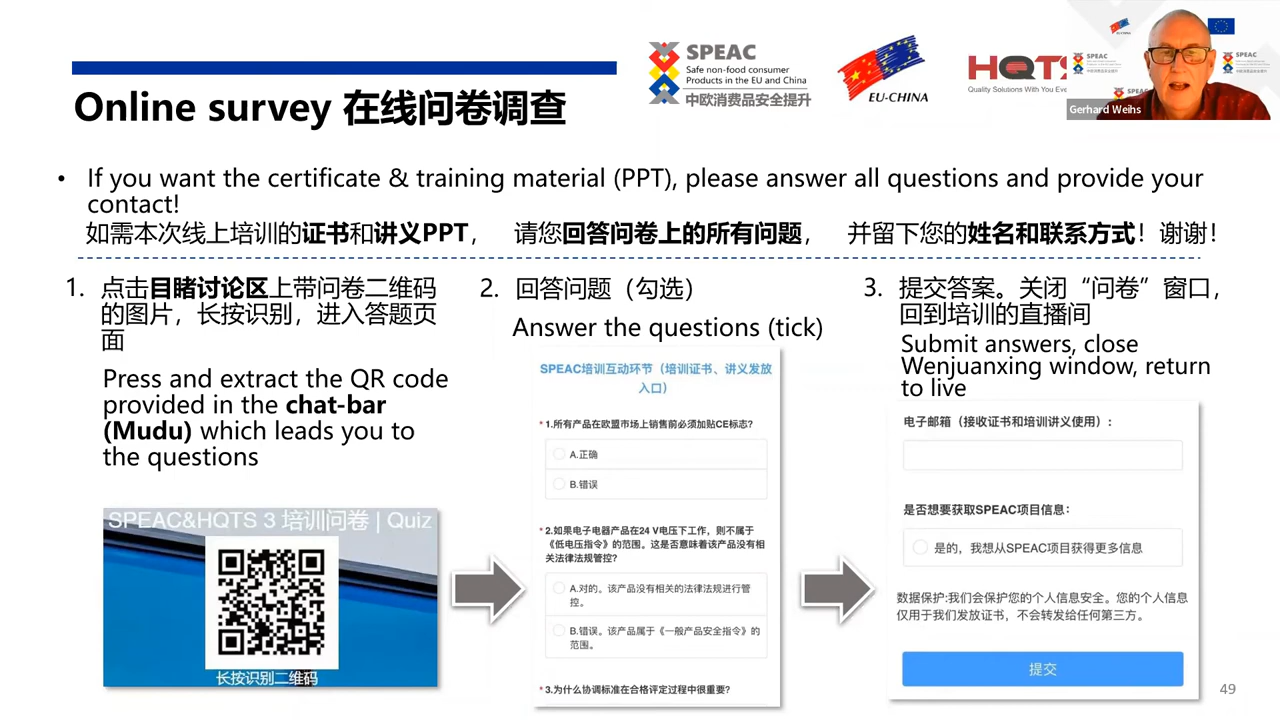 SPEAC
Safe non-food consumer
Products in the EU and China
中欧消费品安全提升
EU-CHINA
HQTS
Quality Solutions With You Eve
SPEAC
SPEAC
SPEAC
Gerhard Weihs
Online survey 在线问卷调查
• If you want the certificate & training material (PPT), please answer all questions and provide your
contact!
如需本次线上培训的证书和讲义PPT， 请您回答问卷上的所有问题， 并留下您的姓名和联系方式！谢谢！
1. 点击目睹讨论区上带问卷二维码
的图片，长按识别，进入答题页
面
Press and extract the QR code
provided in the chat-bar
(Mudu) which leads you to
the questions
SPEAC&HQTS 3 培训问卷 | Quiz
长按识别二维码
2. 回答问题（勾选）
Answer the questions (tick)
SPEAC培训互动环节（培训证书、讲义发放
入口）
* 1.所有产品在欧盟市场上销售前必须加贴CE标志?
A.正确
B.错误
* 2.如果电子电器产品在24 V电压下工作，则不属于
《低电压指令》的范围。这是否意味着该产品没有相
关法律法规管控?
A.对的。该产品没有相关的法律法规进行管
控。
B.错误。该产品属于《一般产品安全指令》的
范围。
* 3.为什么协调标准在合格评定过程中很重要?
3. 提交答案。关闭“问卷”窗口，
回到培训的直播间
Submit answers, close
Wenjuanxing window, return
to live
电子邮箱（接收证书和培训讲义使用）:
是否想要获取SPEAC项目信息:
是的，我想从SPEAC项目获得更多信息
数据保护:我们会保护您的个人信息安全。您的个人信息
仅用于我们发放证书，不会转发给任何第三方。
提交
49